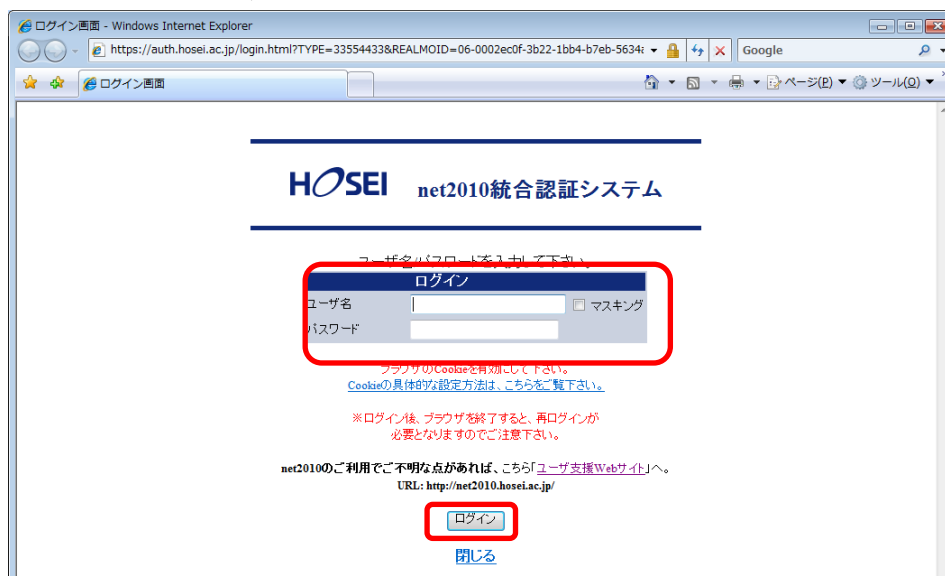 ログイン画面 - Windows Internet Explorer
https://auth.hosei.ac.jp/login.html?TYPE=33554433&REALMOID=06-0002ec0f-3b22-1bb4-b7eb-5634
Google
ログイン画面
ページ(P) ツール(O)
HOSEI net2010統合認証システム
ユーザ名/パスワードを入力して下さい。
ログイン
ユーザ名 マスキング
パスワード
ブラウザのCookieを有効にして下さい。
Cookieの具体的な設定方法は、こちらをご覧下さい。
※ログイン後、ブラウザを終了すると、再ログインが
必要となりますのでご注意下さい。
net2010のご利用でご不明な点があれば、こちら「ユーザ支援Webサイト」へ。
URL: http://net2010.hosei.ac.jp/
ログイン
閉じる